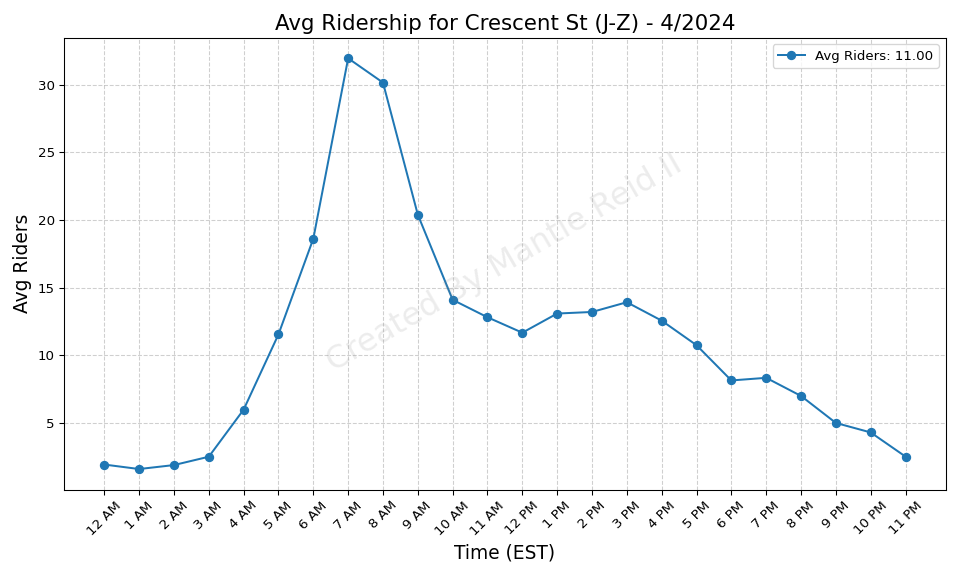 Avg Ridership for Crescent St (J-Z) - 4/2024
Avg Riders: 11.00
Avg Riders
30
25
20
15
10
5
Created By Mantle Reid II
12 AM
1 AM
2 AM
3 AM
4 AM
5 AM
6 AM
7 AM
8 AM
9 AM
10 AM
11 AM
12 PM
1 PM
2 PM
3 PM
4 PM
5 PM
6 PM
7 PM
8 PM
9 PM
10 PM
11 PM
Time (EST)